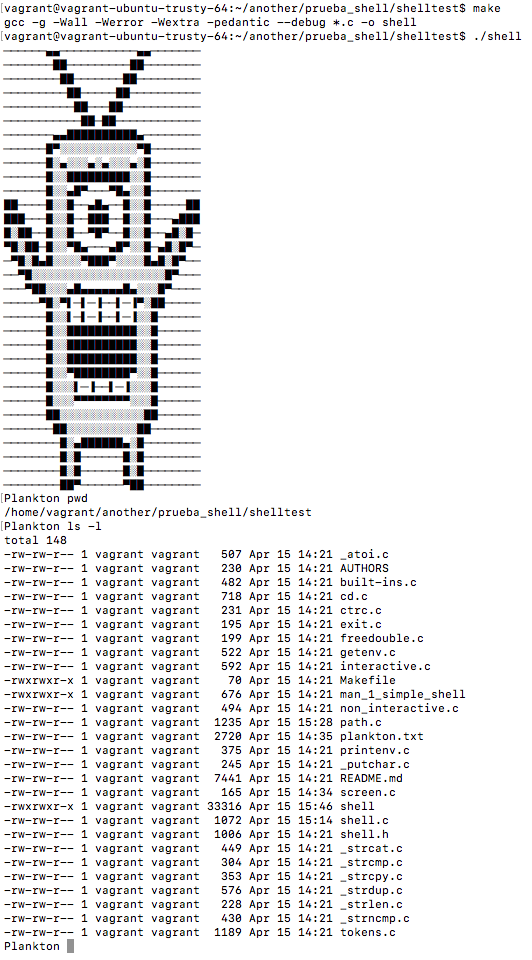 [vagrant@vagrant-ubuntu-trusty-64:~/another/prueba_shell/shelltest$ make
gcc -g -Wall -Werror -Wextra -pedantic --debug *.c -o shell
[vagrant@vagrant-ubuntu-trusty-64:~/another/prueba_shell/shelltest$ ./shell
[Plankton pwd
/home/vagrant/another/prueba_shell/shelltest
[Plankton ls -l
total 148
-rw-rw-r-- 1 vagrant vagrant   507 Apr 15 14:21 _atoi.c
-rw-rw-r-- 1 vagrant vagrant   230 Apr 15 14:21 AUTHORS
-rw-rw-r-- 1 vagrant vagrant   482 Apr 15 14:21 built-ins.c
-rw-rw-r-- 1 vagrant vagrant   718 Apr 15 14:21 cd.c
-rw-rw-r-- 1 vagrant vagrant   231 Apr 15 14:21 ctrc.c
-rw-rw-r-- 1 vagrant vagrant   195 Apr 15 14:21 exit.c
-rw-rw-r-- 1 vagrant vagrant   199 Apr 15 14:21 freedouble.c
-rw-rw-r-- 1 vagrant vagrant   522 Apr 15 14:21 getenv.c
-rw-rw-r-- 1 vagrant vagrant   592 Apr 15 14:21 interactive.c
-rwxrwxr-x 1 vagrant vagrant    70 Apr 15 14:21 Makefile
-rwxrwxr-x 1 vagrant vagrant   676 Apr 15 14:21 man_1_simple_shell
-rw-rw-r-- 1 vagrant vagrant   494 Apr 15 14:21 non_interactive.c
-rw-rw-r-- 1 vagrant vagrant  1235 Apr 15 15:28 path.c
-rw-rw-r-- 1 vagrant vagrant  2720 Apr 15 14:35 plankton.txt
-rw-rw-r-- 1 vagrant vagrant   375 Apr 15 14:21 printenv.c
-rw-rw-r-- 1 vagrant vagrant   245 Apr 15 14:21 _putchar.c
-rw-rw-r-- 1 vagrant vagrant  7441 Apr 15 14:21 README.md
-rw-rw-r-- 1 vagrant vagrant   165 Apr 15 14:34 screen.c
-rwxrwxr-x 1 vagrant vagrant 33316 Apr 15 15:46 shell
-rw-rw-r-- 1 vagrant vagrant  1072 Apr 15 15:14 shell.c
-rw-rw-r-- 1 vagrant vagrant  1006 Apr 15 14:21 shell.h
-rw-rw-r-- 1 vagrant vagrant   449 Apr 15 14:21 _strcat.c
-rw-rw-r-- 1 vagrant vagrant   304 Apr 15 14:21 _strcmp.c
-rw-rw-r-- 1 vagrant vagrant   353 Apr 15 14:21 _strcpy.c
-rw-rw-r-- 1 vagrant vagrant   576 Apr 15 14:21 _strdup.c
-rw-rw-r-- 1 vagrant vagrant   228 Apr 15 14:21 _strlen.c
-rw-rw-r-- 1 vagrant vagrant   430 Apr 15 14:21 _strncmp.c
-rw-rw-r-- 1 vagrant vagrant  1189 Apr 15 14:21 tokens.c
Plankton